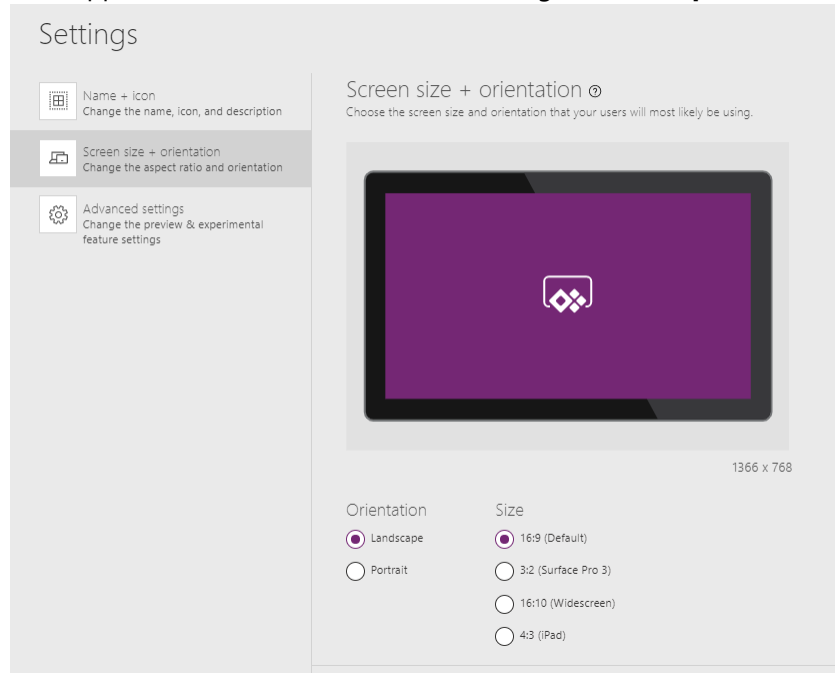 Settings
Name + icon
Change the name, icon, and description
Screen size + orientation
Change the aspect ratio and orientation
Advanced settings
Change the preview & experimental
feature settings
Screen size + orientation
Choose the screen size and orientation that your users will most likely be using.
1366 x 768
Orientation
Landscape
Portrait
Size
16:9 (Default)
3:2 (Surface Pro 3)
16:10 (Widescreen)
4:3 (iPad)